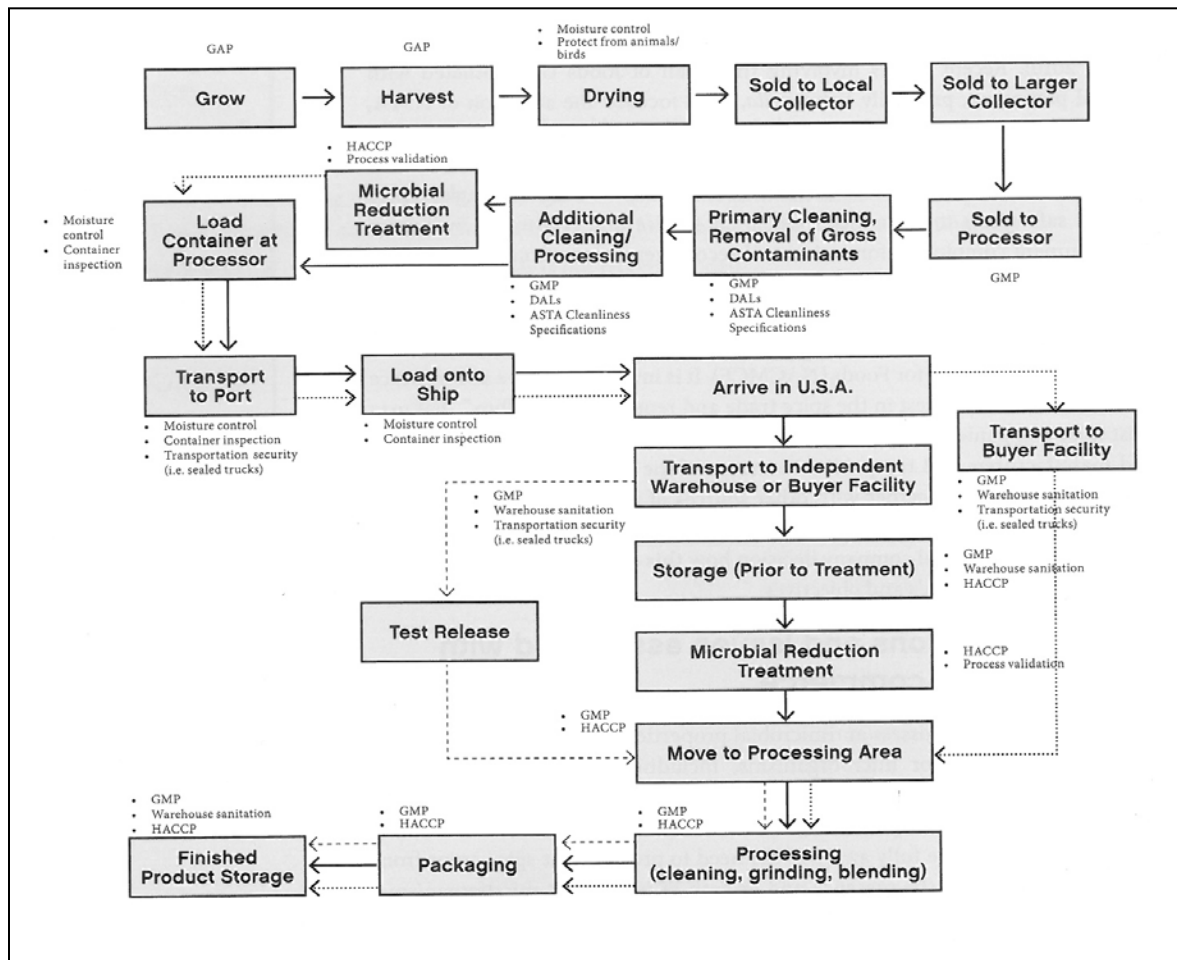 GAP
Grow
GAP
Harvest
• Moisture control
• Protect from animals/
birds
Drying
Sold to Local
Collector
Sold to Larger
Collector
• HACCP
• Process validation
Microbial
Reduction
Treatment
• Moisture
control
• Container
inspection
Load
Container at
Processor
Additional
Cleaning/
Processing
• GMP
• DALs
• ASTA Cleanliness
Specifications
Primary Cleaning,
Removal of Gross
Contaminants
• GMP
• DALs
• ASTA Cleanliness
Specifications
Sold to
Processor
GMP
Transport
to Port
• Moisture control
• Container inspection
• Transportation security
(i.e. sealed trucks)
Load onto
Ship
• Moisture control
• Container inspection
Arrive in U.S.A.
Transport to
Buyer Facility
• GMP
• Warehouse sanitation
• Transportation security
(i.e. sealed trucks)
Transport to Independent
Warehouse or Buyer Facility
• GMP
• Warehouse sanitation
• Transportation security
(i.e. sealed trucks)
Storage (Prior to Treatment)
• GMP
• Warehouse sanitation
• HACCP
Test Release
Microbial Reduction
Treatment
• HACCP
• Process validation
• GMP
• HACCP
Move to Processing Area
• GMP
• Warehouse sanitation
• HACCP
Finished
Product Storage
• GMP
• HACCP
Packaging
• GMP
• HACCP
Processing
(cleaning, grinding, blending)